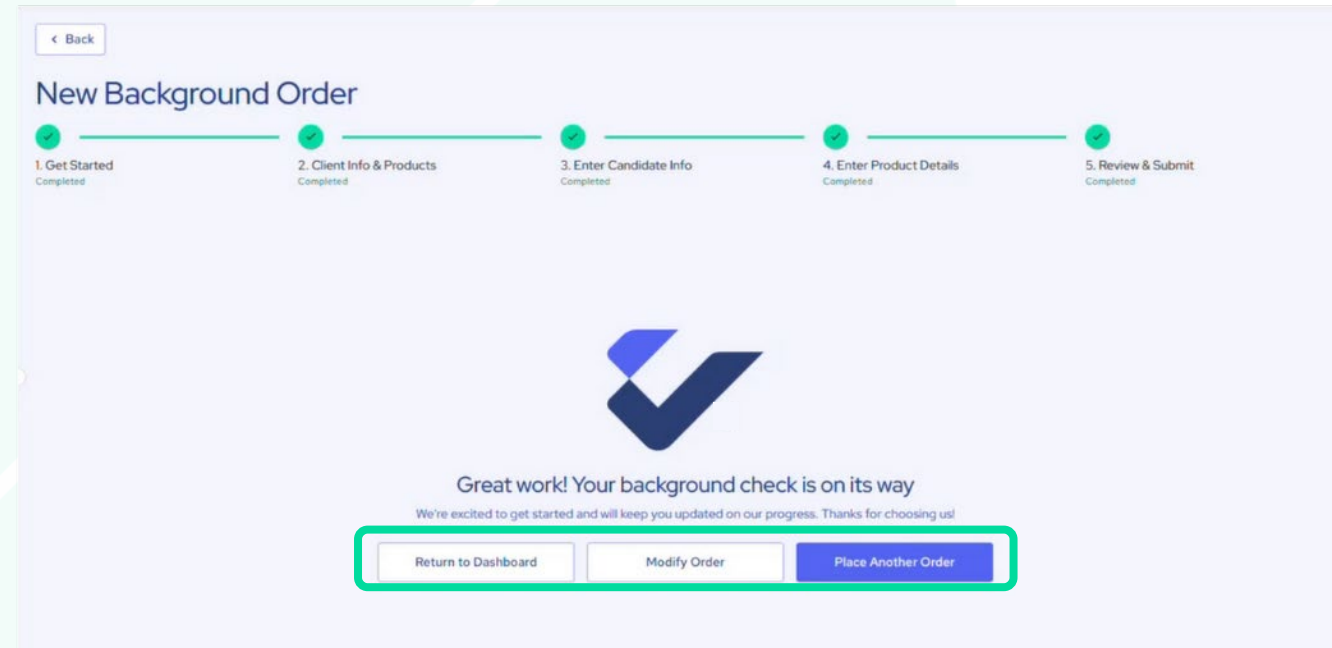 < Back
New Background Order
1. Get Started
Completed
2. Client Info & Products
Completed
3. Enter Candidate Info
Completed
4. Enter Product Details
Completed
5. Review & Submit
Completed
Great work! Your background check is on its way
We're excited to get started and will keep you updated on our progress. Thanks for choosing us!
Return to Dashboard
Modify Order
Place Another Order